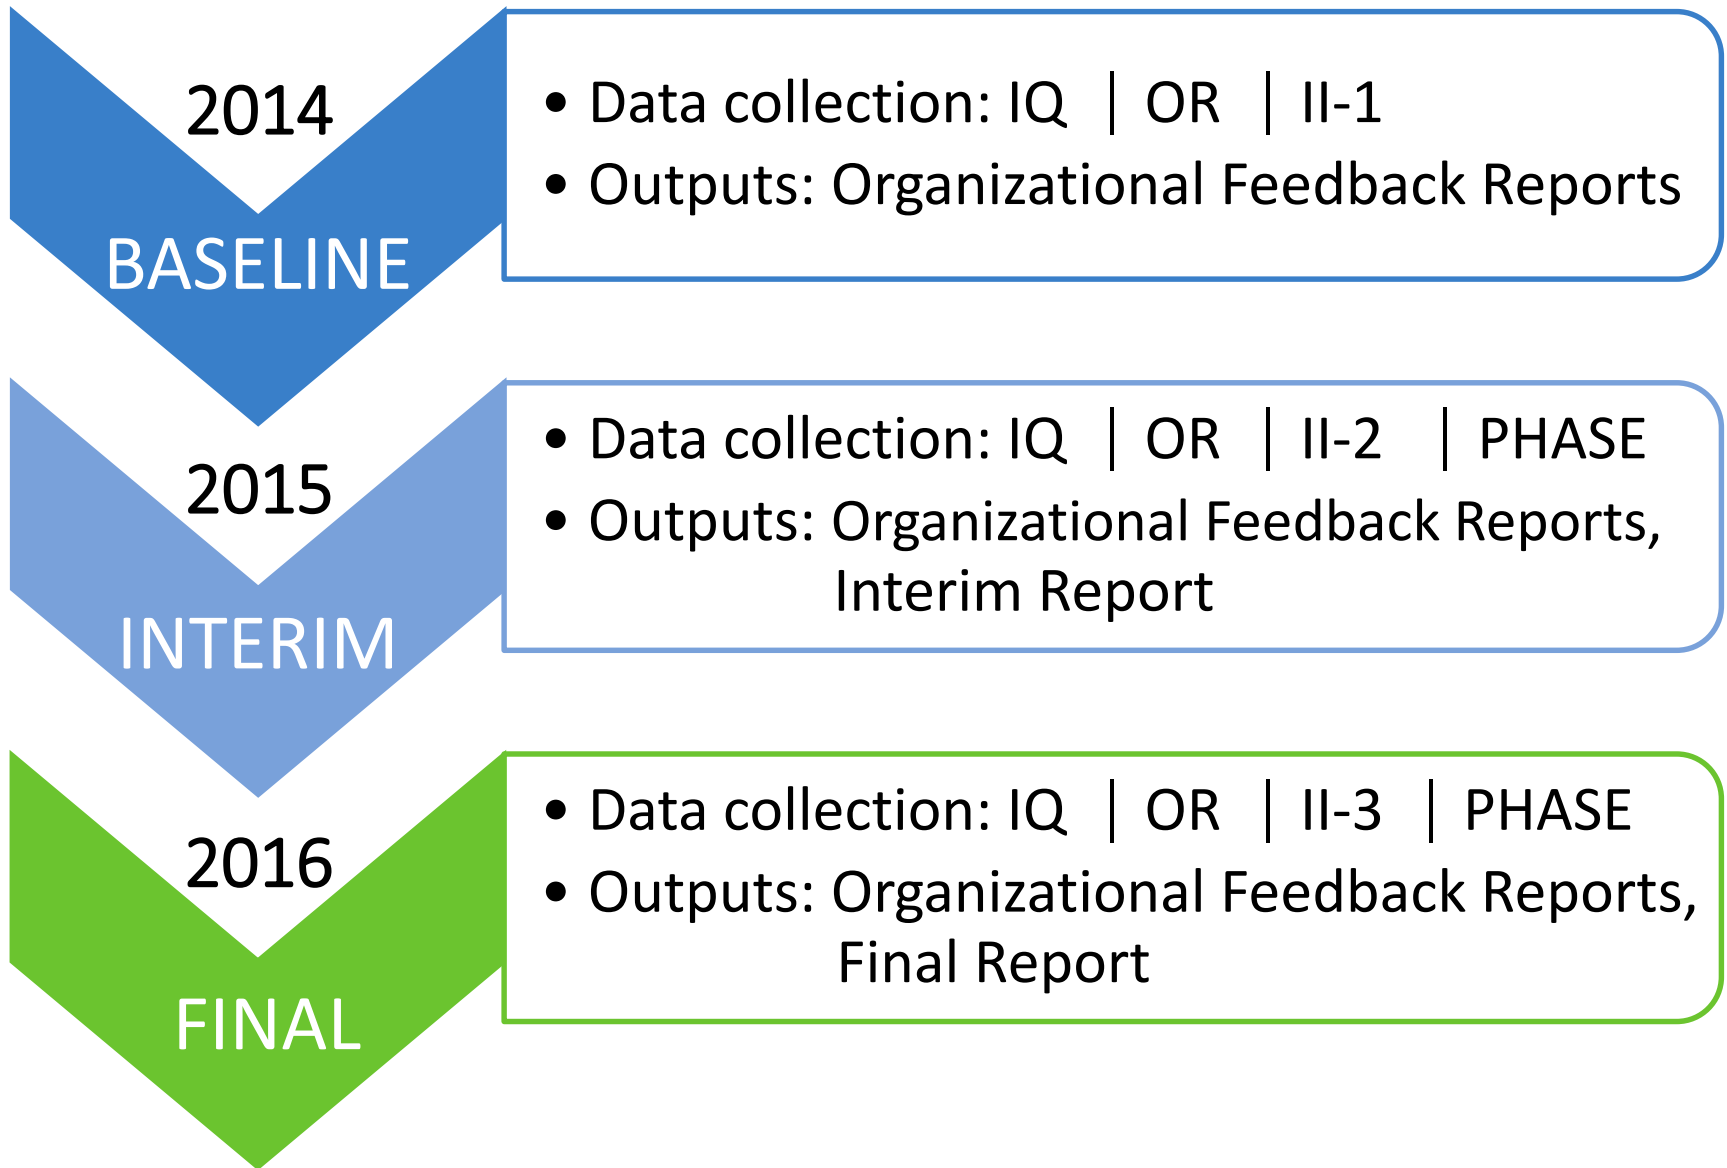 2014
BASELINE
• Data collection: IQ | OR | II-1
• Outputs: Organizational Feedback Reports
2015
INTERIM
• Data collection: IQ | OR | II-2 | PHASE
• Outputs: Organizational Feedback Reports,
Interim Report
2016
FINAL
• Data collection: IQ | OR | II-3 | PHASE
• Outputs: Organizational Feedback Reports,
Final Report